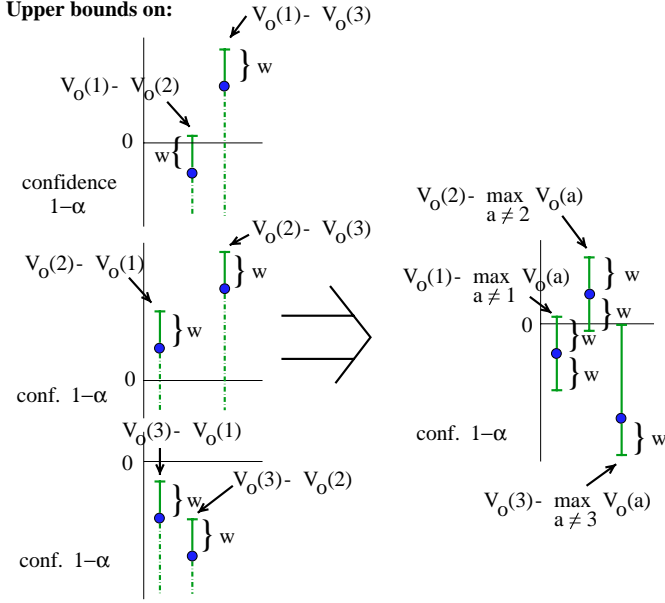 Upper bounds on:
V_o(1)- V_o(3)
w
V_o(1)- V_o(2)
0
w
confidence
1−α
V_o(2)- V_o(3)
V_o(2)- V_o(1)
w
w
0
conf. 1−α
V_o(3)- V_o(1)
0
w
V_o(3)- V_o(2)
w
conf. 1−α
V_o(2)- max V_o(a)
a ≠ 2
w
V_o(1)- max V_o(a)
a ≠ 1
w
0
w
w
conf. 1−α
w
V_o(3)- max V_o(a)
a ≠ 3